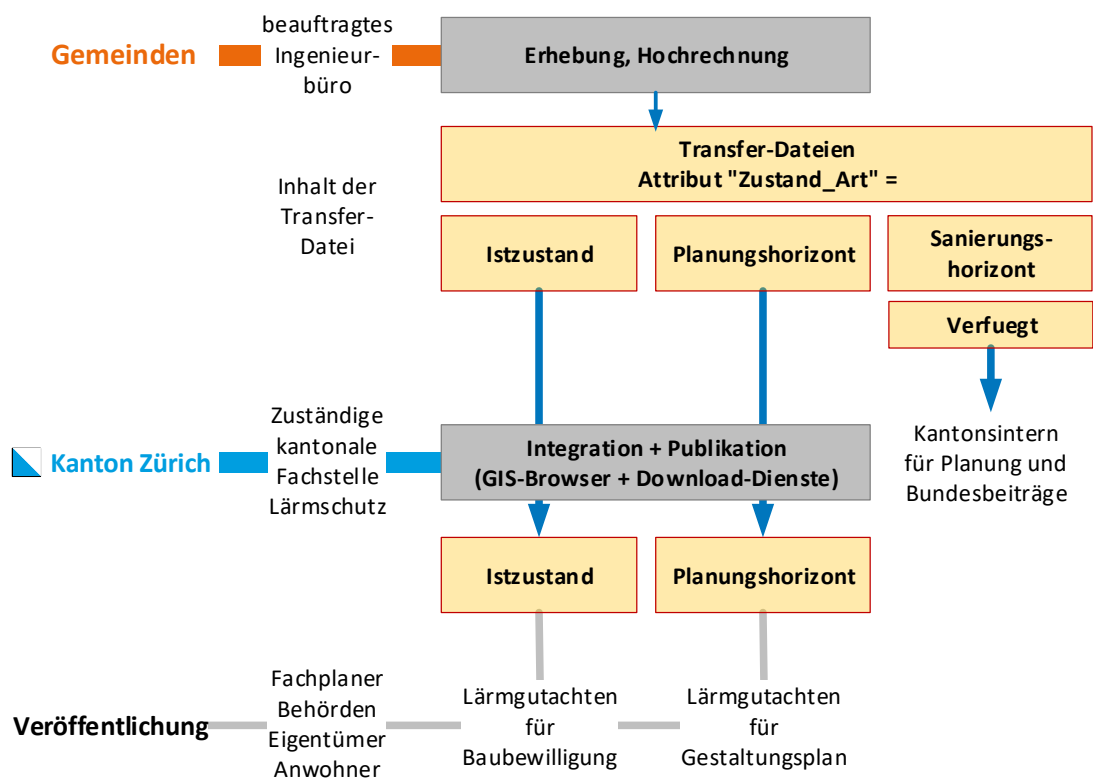 Gemeinden
beauftragtes
Ingenieur-
büro
Erhebung, Hochrechnung
Transfer-Dateien
Attribut "Zustand_Art" =
Inhalt der
Transfer-
Datei
Istzustand
Planungshorizont
Sanierungs-
horizont
Verfuegt
Kanton Zürich
Zuständige
kantonale
Fachstelle
Lärmschutz
Integration + Publikation
(GIS-Browser + Download-Dienste)
Kantonsintern
für Planung und
Bundesbeiträge
Istzustand
Planungshorizont
Veröffentlichung
Fachplaner
Behörden
Eigentümer
Anwohner
Lärmgutachten
für
Baubewilligung
Lärmgutachten
für
Gestaltungsplan